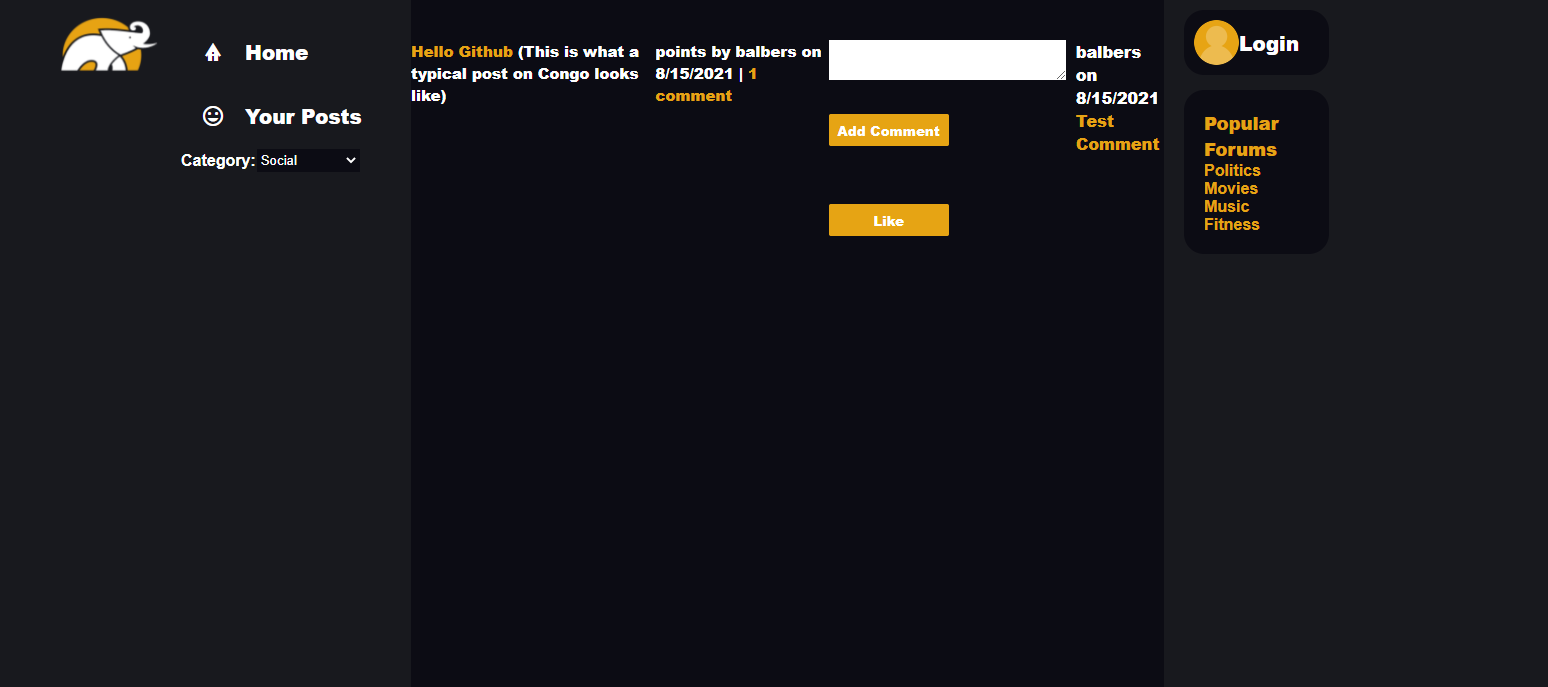 Home
Your Posts
Category: Social
Hello Github (This is what a
typical post on Congo looks
like)
points by balbers on
8/15/2021 | 1
comment
Add Comment
Like
balbers
on
8/15/2021
Test
Comment
Login
Popular
Forums
Politics
Movies
Music
Fitness